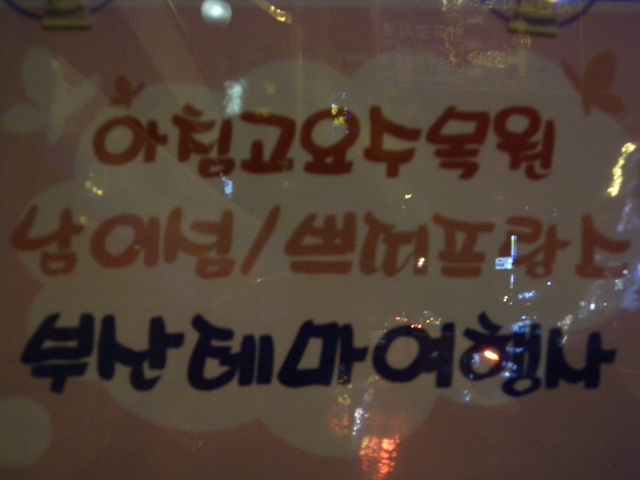 아침고요수목원
남이섬/쁘띠프랑스
부산테마여행사